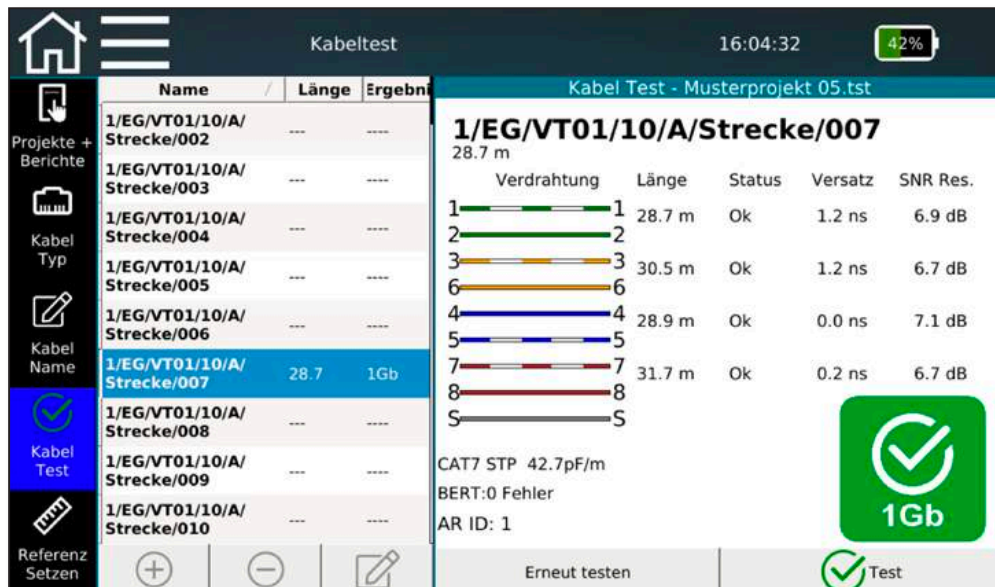 Kabeltest 16:04:32 42%
Projekte +
Berichte
Kabel
Typ
Kabel
Name
Kabel
Test
Referenz
Setzen
Name / Länge Ergebni
1/EG/VT01/10/A/
Strecke/002 --- ----
1/EG/VT01/10/A/
Strecke/003 --- ----
1/EG/VT01/10/A/
Strecke/004 --- ----
1/EG/VT01/10/A/
Strecke/005 --- ----
1/EG/VT01/10/A/
Strecke/006 --- ----
1/EG/VT01/10/A/
Strecke/007 28.7 1Gb
1/EG/VT01/10/A/
Strecke/008 --- ----
1/EG/VT01/10/A/
Strecke/009 --- ----
1/EG/VT01/10/A/
Strecke/010 --- ----
Kabel Test - Musterprojekt 05.tst
1/EG/VT01/10/A/Strecke/007
28.7 m
Verdrahtung Länge Status Versatz SNR Res.
1 1 28.7 m Ok 1.2 ns 6.9 dB
2 2
3 3 30.5 m Ok 1.2 ns 6.7 dB
6 6
4 4 28.9 m Ok 0.0 ns 7.1 dB
5 5
7 7 31.7 m Ok 0.2 ns 6.7 dB
8 8
S S
CAT7 STP 42.7pF/m
BERT:0 Fehler
AR ID: 1
1Gb
Erneut testen Test